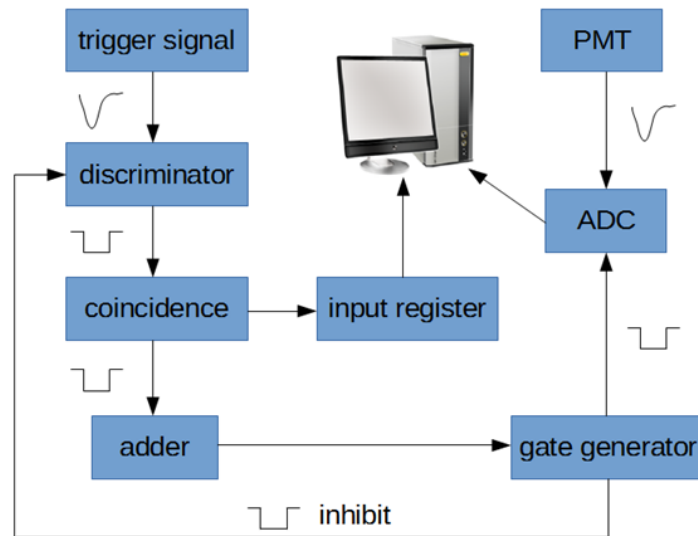 trigger signal
PMT
discriminator
ADC
coincidence
input register
adder
gate generator
inhibit